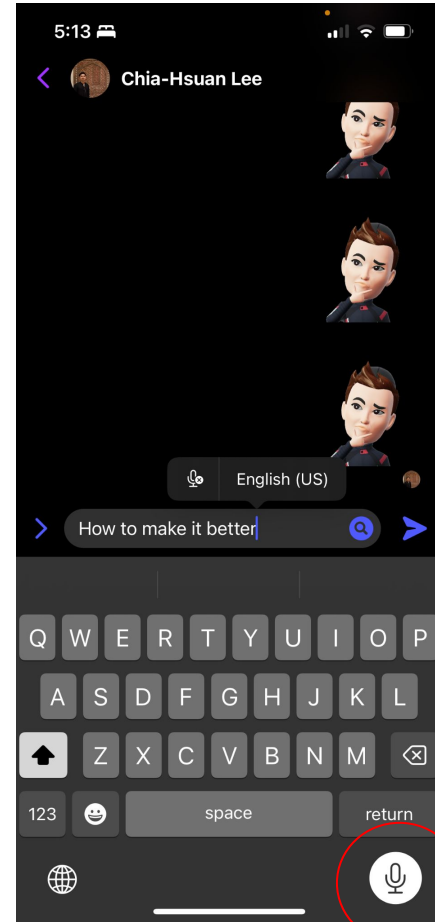 5:13
Chia-Hsuan Lee
English (US)
How to make it better
Q W E R T Y U I O P
A S D F G H J K L
Z X C V B N M
123 space return